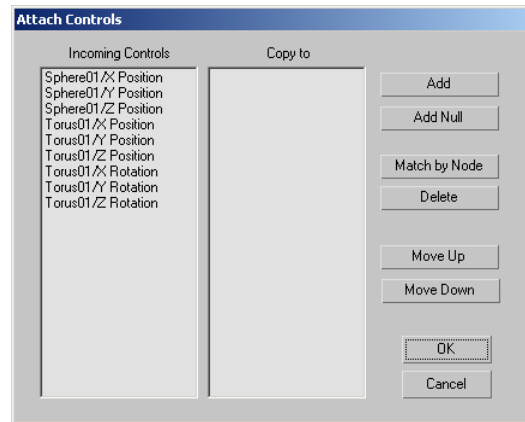 Attach Controls
Incoming Controls
Copy to
Sphere01/X Position
Sphere01/Y Position
Sphere01/Z Position
Torus01/X Position
Torus01/Y Position
Torus01/Z Position
Torus01/X Rotation
Torus01/Y Rotation
Torus01/Z Rotation
Add
Add Null
Match by Node
Delete
Move Up
Move Down
OK
Cancel